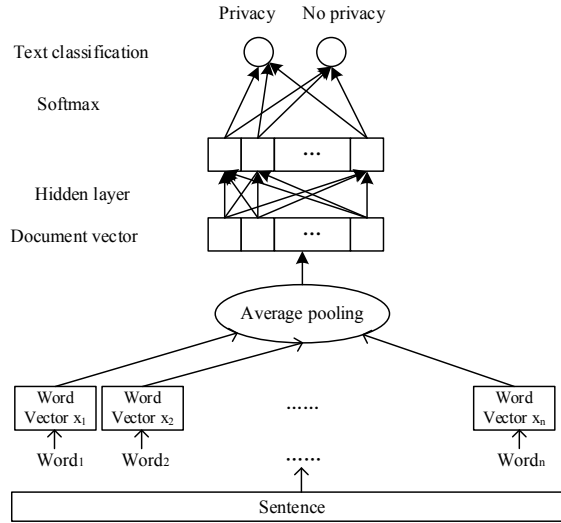 Privacy No privacy
Text classification
Softmax
...
Hidden layer
Document vector
...
Average pooling
Word Word Word
Vector x₁ Vector x₂ ...... Vector xₙ
Word₁ Word₂ ...... Wordₙ
Sentence